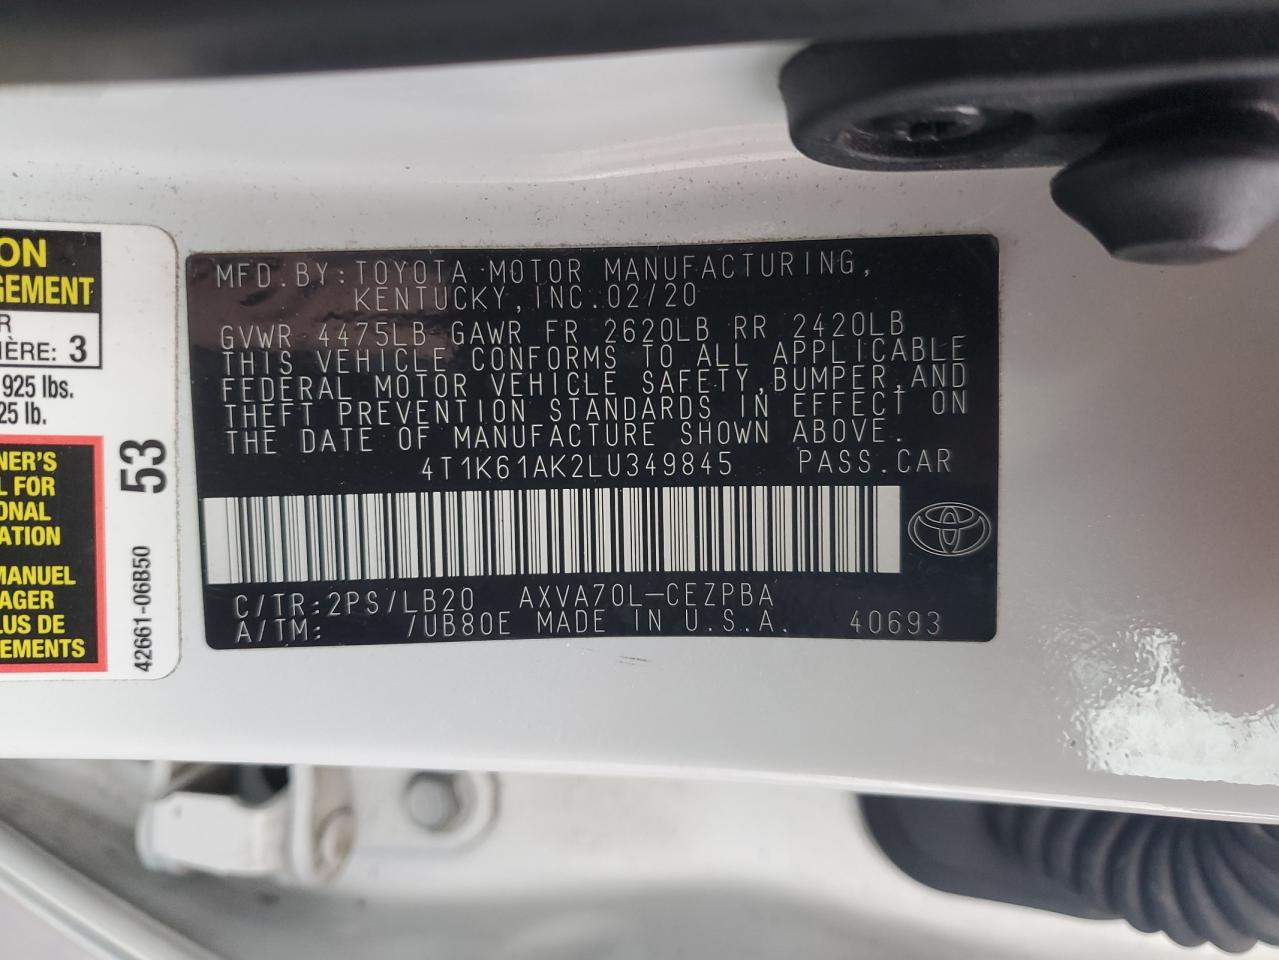 ON
GEMENT
R
IÈRE: 3
925 lbs.
25 lb.
NER'S
L FOR
ONAL
ATION
MANUEL
AGER
LUS DE
EMENTS
53
42661-06B50
MFD.BY:TOYOTA MOTOR MANUFACTURING,
KENTUCKY,INC.02/20
GVWR 4475LB GAWR FR 2620LB RR 2420LB
THIS VEHICLE CONFORMS TO ALL APPLICABLE
FEDERAL MOTOR VEHICLE SAFETY,BUMPER,AND
THEFT PREVENTION STANDARDS IN EFFECT ON
THE DATE OF MANUFACTURE SHOWN ABOVE.
4T1K61AK2LU349845 PASS.CAR
C/TR:2PS/LB20 AXVA70L-CEZPBA
A/TM: /UB80E MADE IN U.S.A. 40693